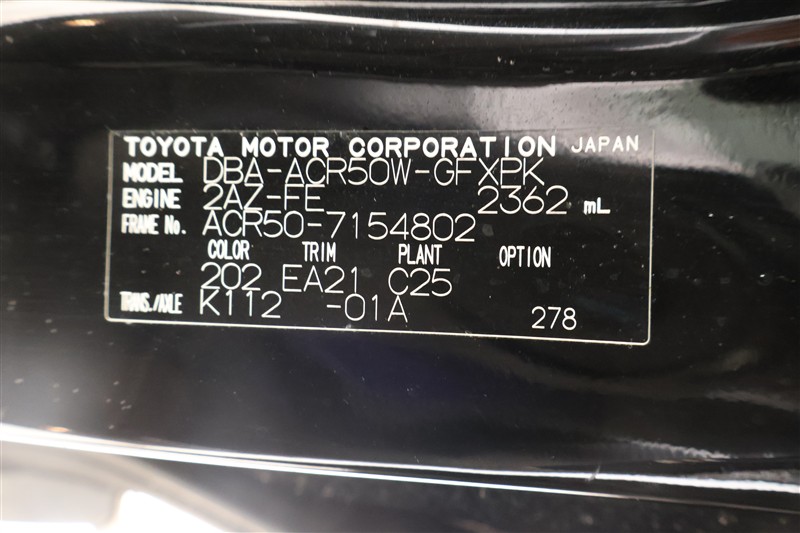 TOYOTA MOTOR CORPORATION JAPAN
MODEL DBA-ACR50W-GFXPK
ENGINE 2AZ-FE 2362 mL
FRAME No. ACR50-7154802
COLOR TRIM PLANT OPTION
202 EA21 C25
TRANS./AXLE K112 -01A 278